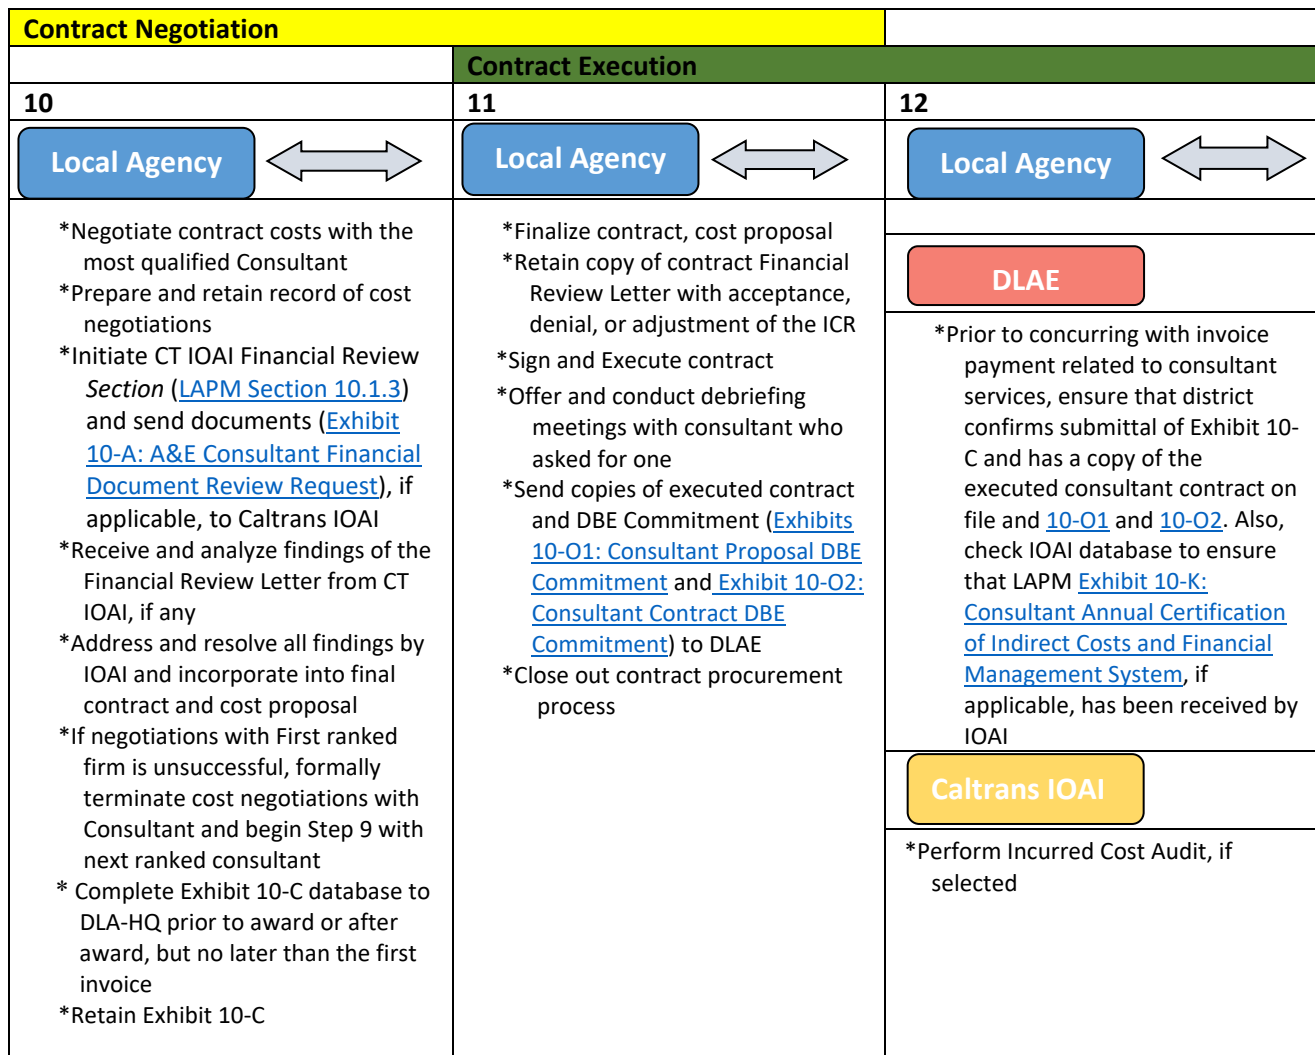 Contract Negotiation
Contract Execution
10
11
12
Local Agency
Local Agency
Local Agency
*Negotiate contract costs with the
most qualified Consultant
*Prepare and retain record of cost
negotiations
*Initiate CT IOAI Financial Review
Section (LAPM Section 10.1.3)
and send documents (Exhibit
10-A: A&E Consultant Financial
Document Review Request), if
applicable, to Caltrans IOAI
*Receive and analyze findings of the
Financial Review Letter from CT
IOAI, if any
*Address and resolve all findings by
IOAI and incorporate into final
contract and cost proposal
*If negotiations with First ranked
firm is unsuccessful, formally
terminate cost negotiations with
Consultant and begin Step 9 with
next ranked consultant
* Complete Exhibit 10-C database to
DLA-HQ prior to award or after
award, but no later than the first
invoice
*Retain Exhibit 10-C
*Finalize contract, cost proposal
*Retain copy of contract Financial
Review Letter with acceptance,
denial, or adjustment of the ICR
*Sign and Execute contract
*Offer and conduct debriefing
meetings with consultant who
asked for one
*Send copies of executed contract
and DBE Commitment (Exhibits
10-O1: Consultant Proposal DBE
Commitment and Exhibit 10-O2:
Consultant Contract DBE
Commitment) to DLAE
*Close out contract procurement
process
DLAE
*Prior to concurring with invoice
payment related to consultant
services, ensure that district
confirms submittal of Exhibit 10-
C and has a copy of the
executed consultant contract on
file and 10-O1 and 10-O2. Also,
check IOAI database to ensure
that LAPM Exhibit 10-K:
Consultant Annual Certification
of Indirect Costs and Financial
Management System, if
applicable, has been received by
IOAI
Caltrans IOAI
*Perform Incurred Cost Audit, if
selected